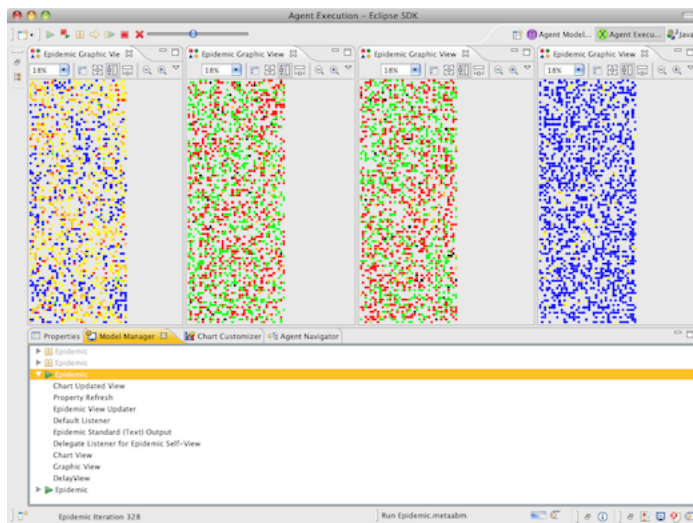 Agent Execution - Eclipse SDK
Agent Model... Agent Execu... Java
Epidemic Graphic Vie Epidemic Graphic View Epidemic Graphic View Epidemic Graphic View
18% 18% 18% 18%
Properties Model Manager Chart Customizer Agent Navigator
Epidemic
Epidemic
Epidemic
Chart Updated View
Property Refresh
Epidemic View Updater
Default Listener
Epidemic Standard (Text) Output
Delegate Listener for Epidemic Self-View
Chart View
Graphic View
DelayView
Epidemic
Epidemic Iteration 328 Run Epidemic.metaabm